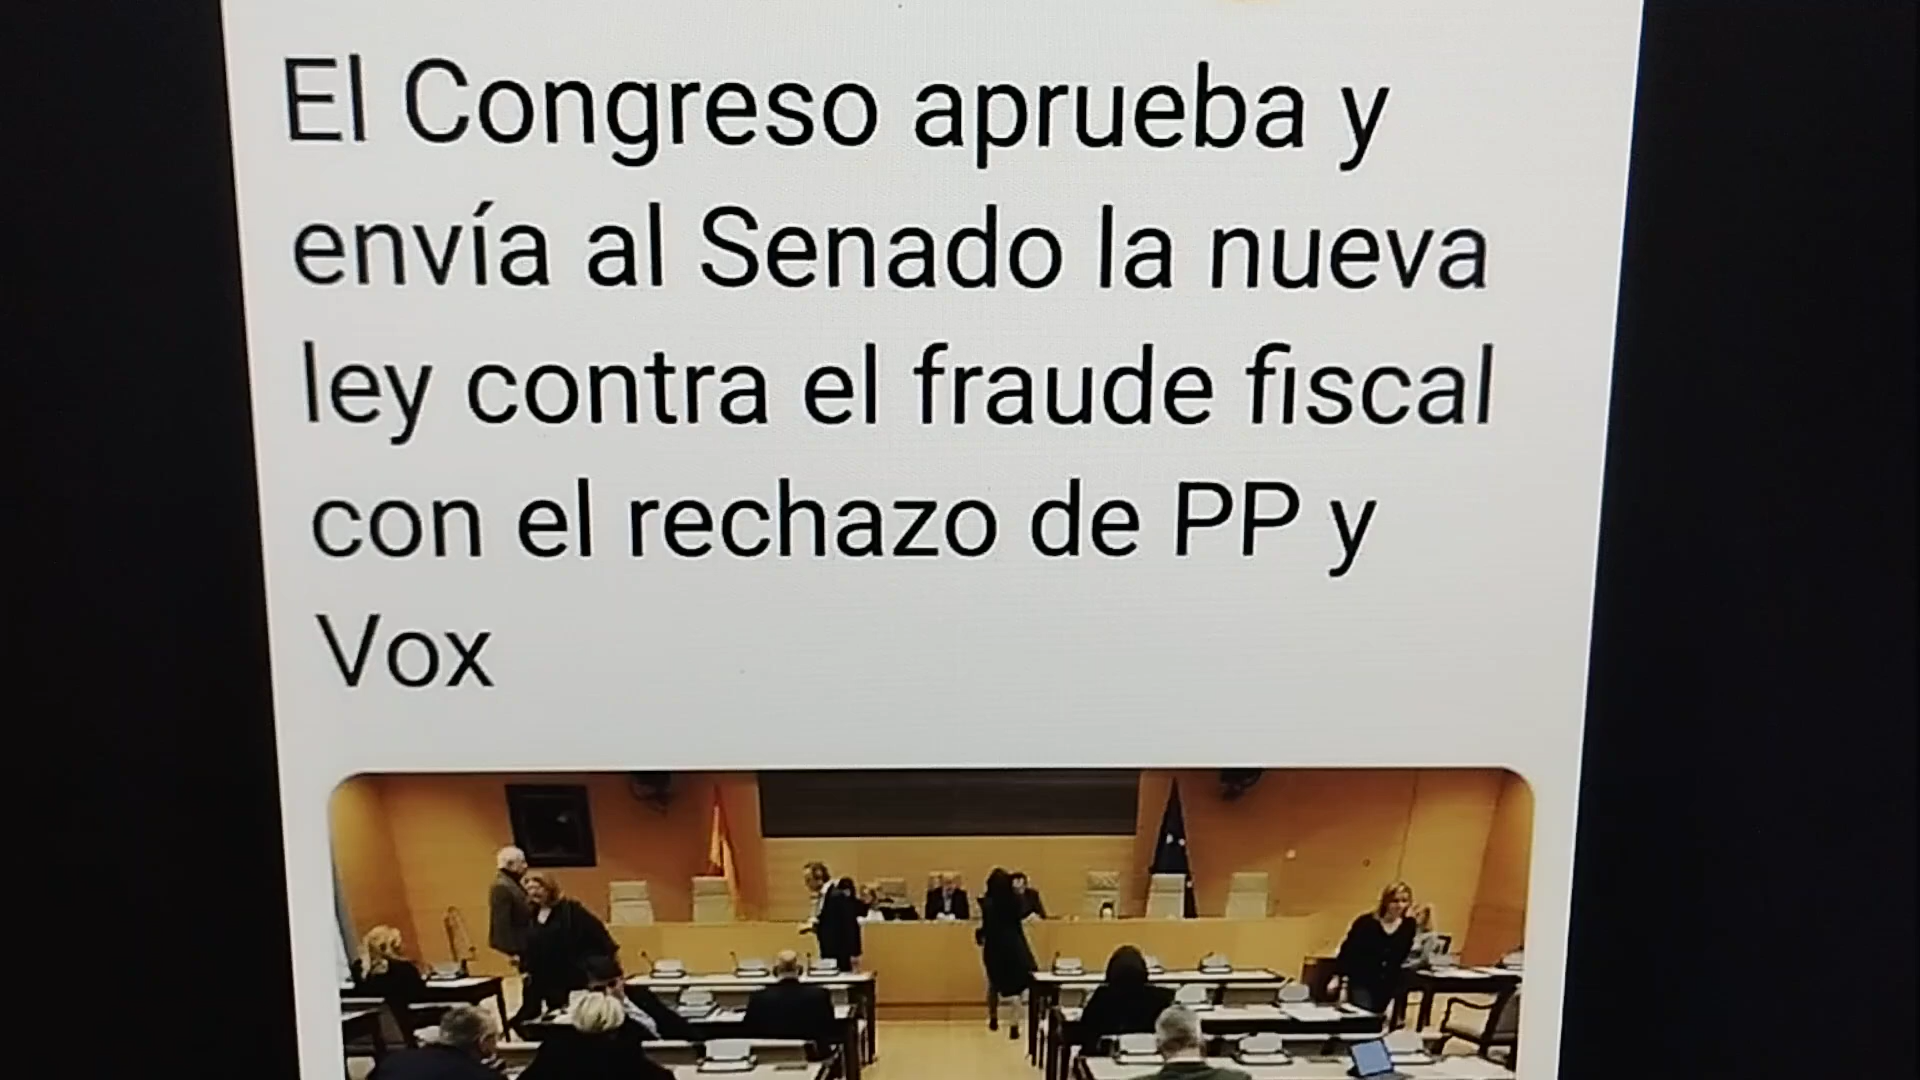 El Congreso aprueba y
envía al Senado la nueva
ley contra el fraude fiscal
con el rechazo de PP y
Vox